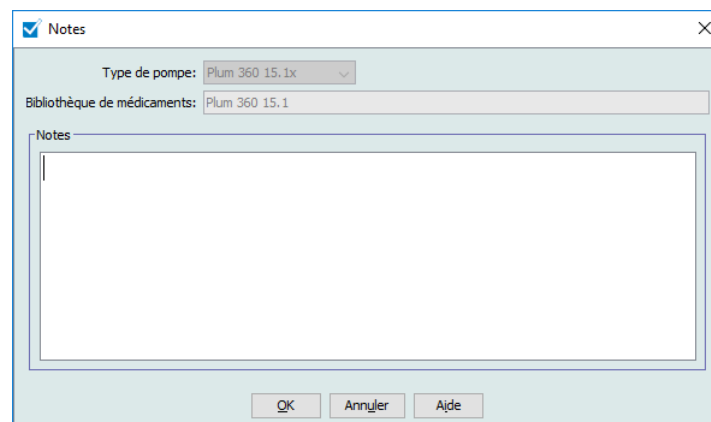 Notes
Type de pompe: Plum 360 15.1x
Bibliothèque de médicaments: Plum 360 15.1
Notes
OK Annuler Aide